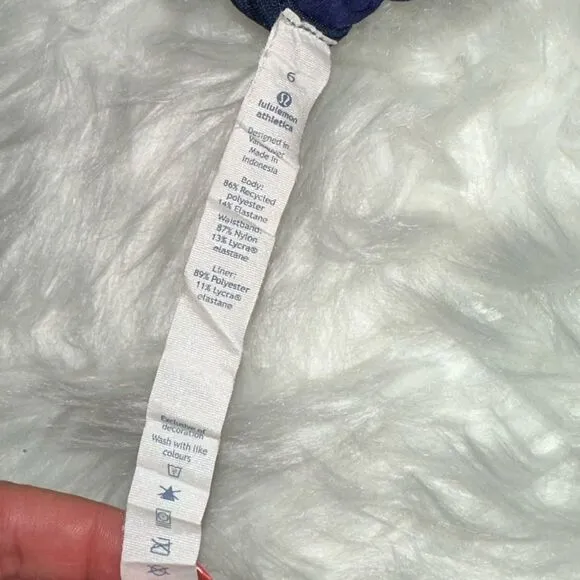 6
lululemon
athletica
Designed in
Vancouver
Made in
Indonesia
Body:
86% Recycled
polyester
14% Elastane
Waistband:
87% Nylon
13% Lycra®
elastane
Liner:
89% Polyester
11% Lycra®
elastane
Exclusive of
decoration
Wash with like
colours